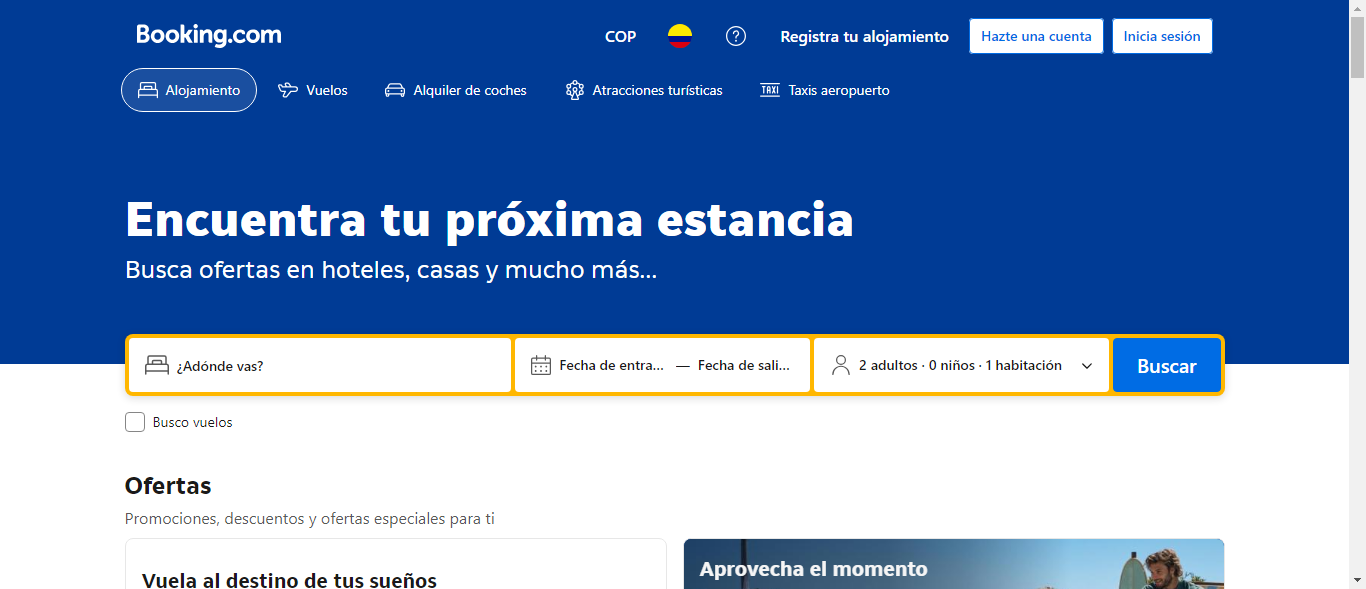 Booking.com
COP
Registra tu alojamiento
Hazte una cuenta
Inicia sesión
Alojamiento
Vuelos
Alquiler de coches
Atracciones turísticas
TAXI
Taxis aeropuerto
Encuentra tu próxima estancia
Busca ofertas en hoteles, casas y mucho más...
¿Adónde vas?
Fecha de entra... — Fecha de sali...
2 adultos · 0 niños · 1 habitación
Buscar
Busco vuelos
Ofertas
Promociones, descuentos y ofertas especiales para ti
Vuela al destino de tus sueños
Aprovecha el momento